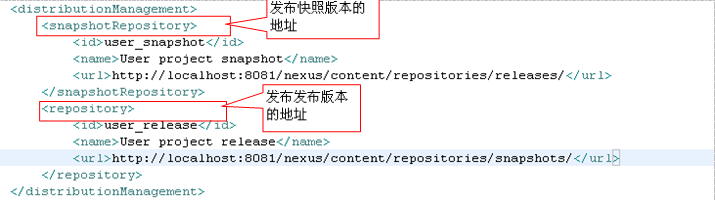 <distributionManagement>
发布快照版本的
地址
<snapshotRepository>
<id>user_snapshot</id>
<name>User project snapshot</name>
<url>http://localhost:8081/nexus/content/repositories/releases/</url>
</snapshotRepository>
发布发布版本
的地址
<repository>
<id>user_release</id>
<name>User project release</name>
<url>http://localhost:8081/nexus/content/repositories/snapshots/</url>
</repository>
</distributionManagement>